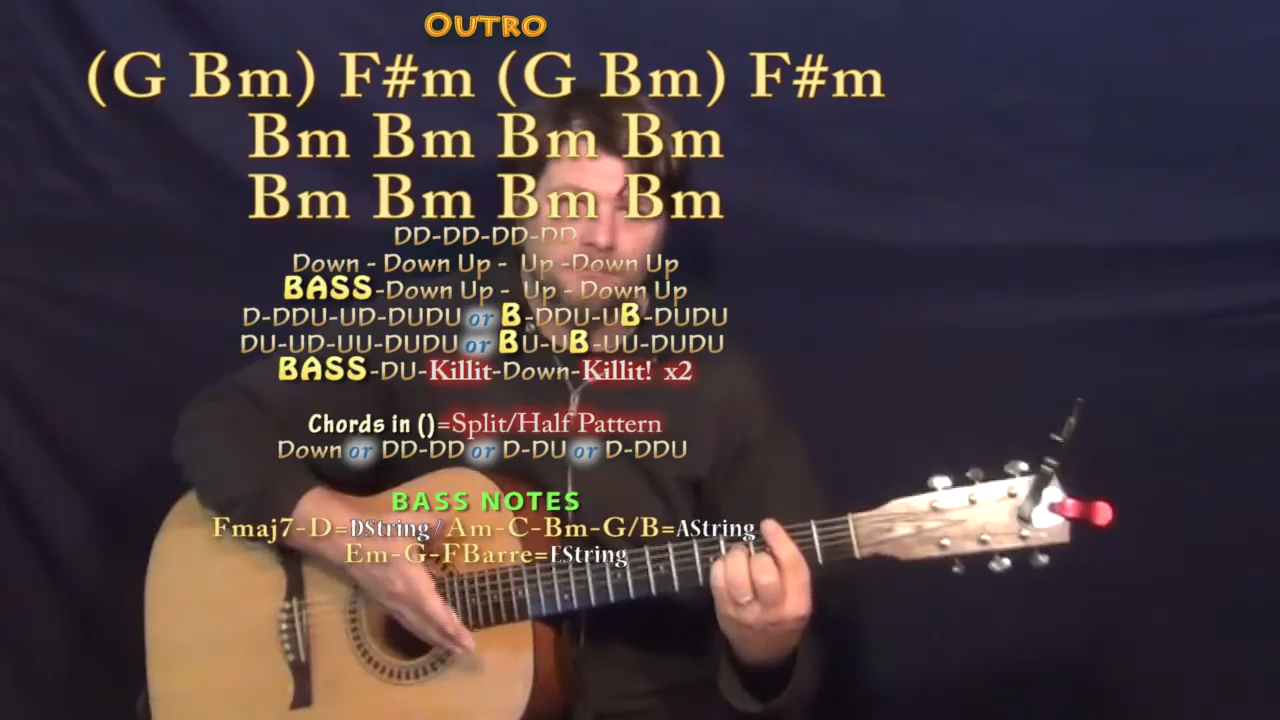 OUTRO
(G Bm) F#m (G Bm) F#m
Bm Bm Bm Bm
Bm Bm Bm Bm
DD-DD-DD-DD
Down - Down Up - Up -Down Up
BASS-Down Up - Up - Down Up
D-DDU-UD-DUDU or B-DDU-UB-DUDU
DU-UD-UU-DUDU or BU-UB-UU-DUDU
BASS-DU-Killit-Down-Killit! x2
Chords in ()=Split/Half Pattern
Down or DD-DD or D-DU or D-DDU
BASS NOTES
Fmaj7-D=DString / Am-C-Bm-G/B=AString
Em-G-FBarre=EString